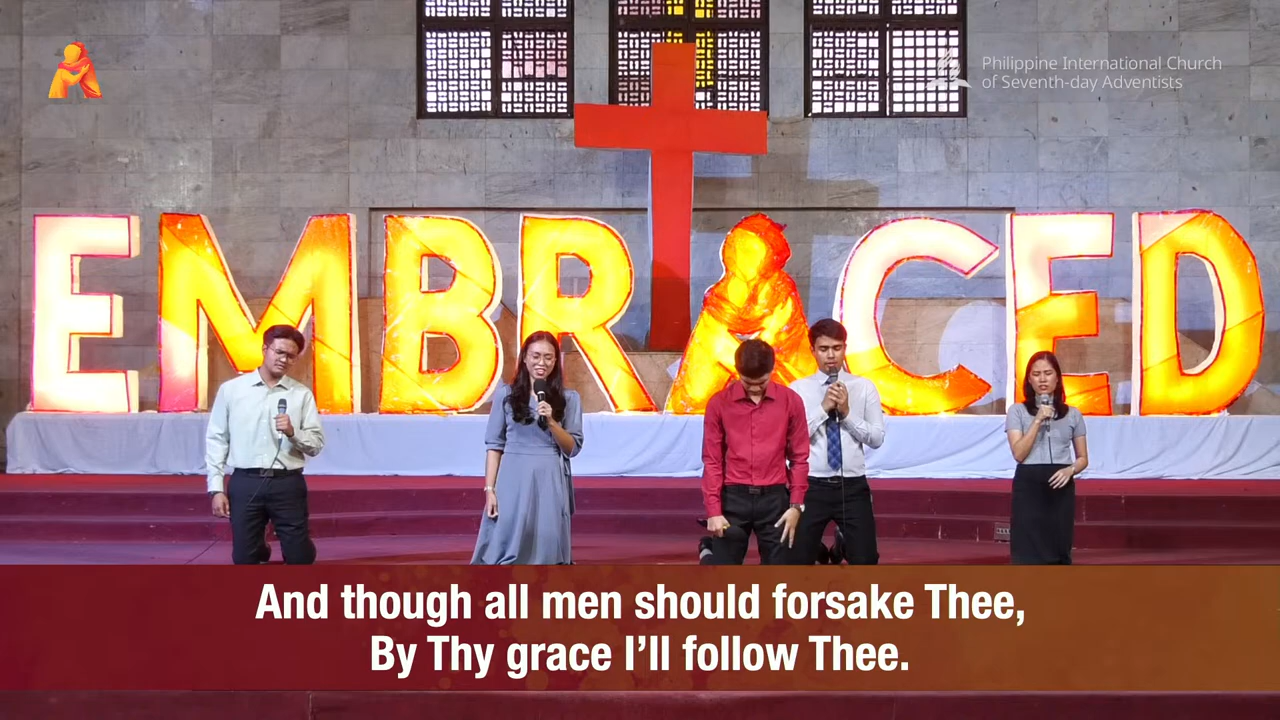 Philippine International Church
of Seventh-day Adventists
EMBRACED
And though all men should forsake Thee,
By Thy grace I’ll follow Thee.